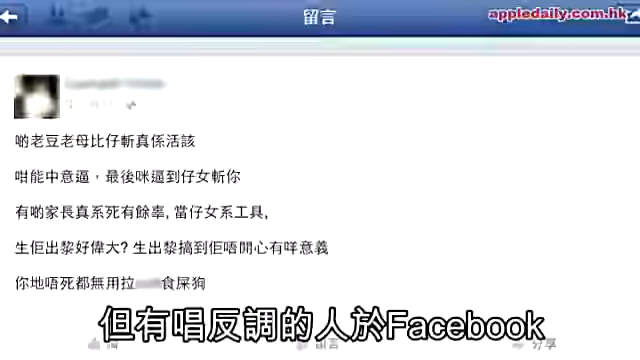 留言
appledaily.com.hk
啲老豆老母比仔斬真係活該
咁能中意逼，最後咪逼到仔女斬你
有啲家長真系死有餘辜, 當仔女系工具,
生佢出黎好偉大? 生出黎搞到佢唔開心有咩意義
你地唔死都無用拉 食屎狗
但有唱反調的人於Facebook
分享